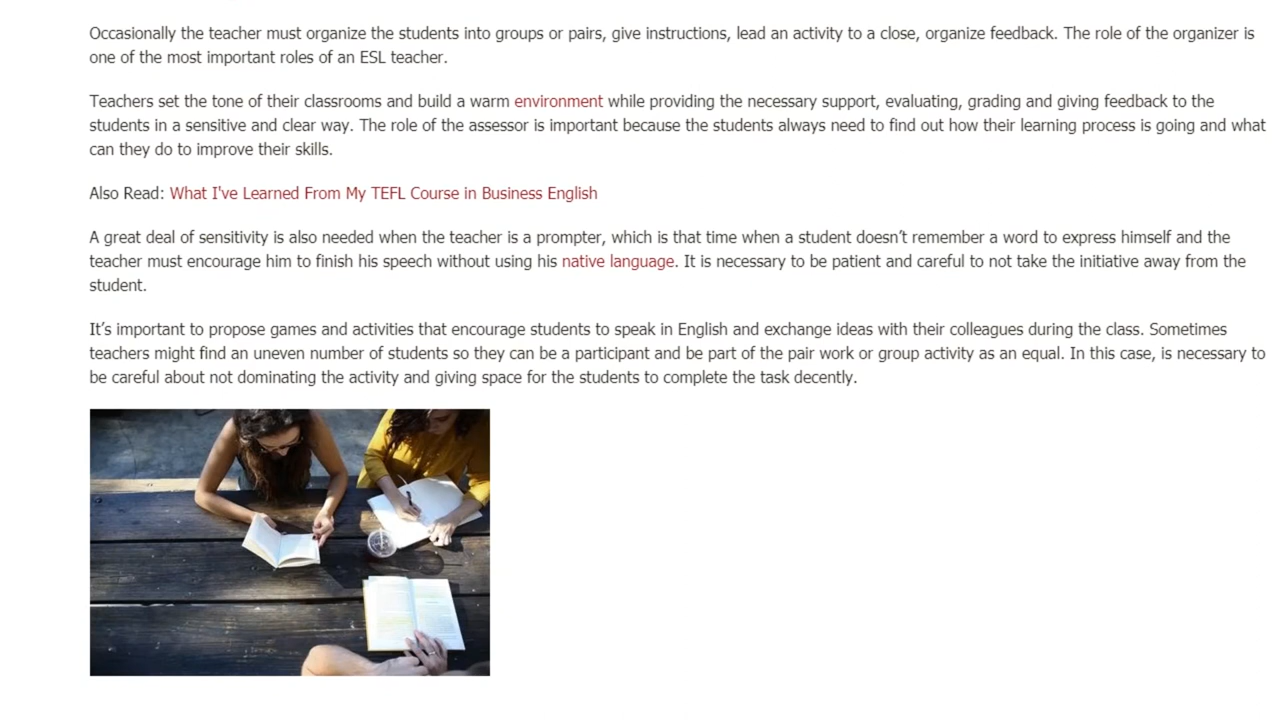 Occasionally the teacher must organize the students into groups or pairs, give instructions, lead an activity to a close, organize feedback. The role of the organizer is
one of the most important roles of an ESL teacher.
Teachers set the tone of their classrooms and build a warm environment while providing the necessary support, evaluating, grading and giving feedback to the
students in a sensitive and clear way. The role of the assessor is important because the students always need to find out how their learning process is going and what
can they do to improve their skills.
Also Read: What I've Learned From My TEFL Course in Business English
A great deal of sensitivity is also needed when the teacher is a prompter, which is that time when a student doesn’t remember a word to express himself and the
teacher must encourage him to finish his speech without using his native language. It is necessary to be patient and careful to not take the initiative away from the
student.
It’s important to propose games and activities that encourage students to speak in English and exchange ideas with their colleagues during the class. Sometimes
teachers might find an uneven number of students so they can be a participant and be part of the pair work or group activity as an equal. In this case, is necessary to
be careful about not dominating the activity and giving space for the students to complete the task decently.